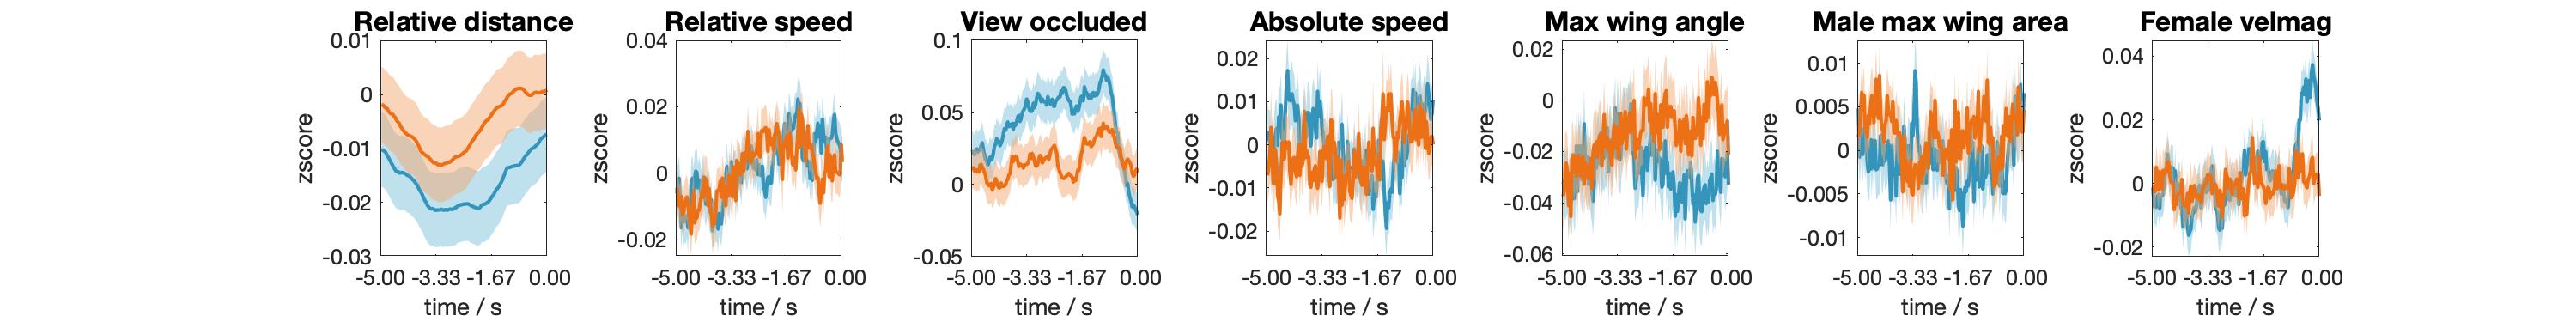 Relative distance
0.01
0
-0.01
-0.02
-0.03
zscore
-5.00 -3.33 -1.67 0.00
time / s
Relative speed
0.04
0.02
0
-0.02
zscore
-5.00 -3.33 -1.67 0.00
time / s
View occluded
0.1
0.05
0
-0.05
zscore
-5.00 -3.33 -1.67 0.00
time / s
Absolute speed
0.02
0.01
0
-0.01
-0.02
zscore
-5.00 -3.33 -1.67 0.00
time / s
Max wing angle
0.02
0
-0.02
-0.04
-0.06
zscore
-5.00 -3.33 -1.67 0.00
time / s
Male max wing area
0.01
0.005
0
-0.005
-0.01
zscore
-5.00 -3.33 -1.67 0.00
time / s
Female velmag
0.04
0.02
0
-0.02
zscore
-5.00 -3.33 -1.67 0.00
time / s